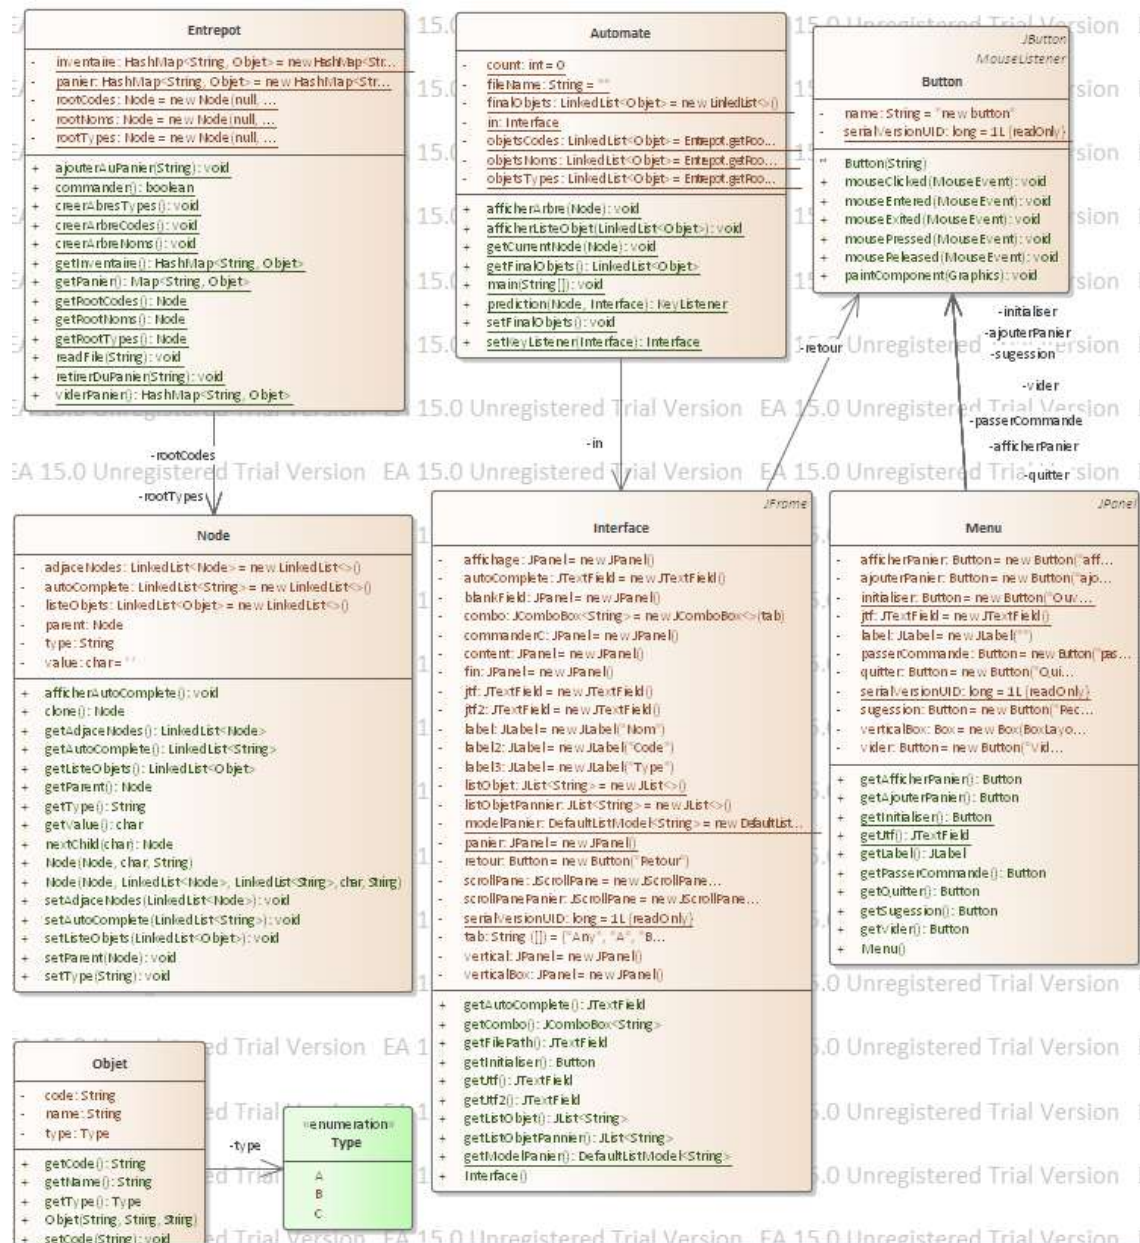 Entrepot
- inventaire: HashMap<String, Objet> = new HashMap<Str...
- panier: HashMap<String, Objet> = new HashMap<Str...
- rootCodes: Node = new Node(null, ...
- rootNoms: Node = new Node(null, ...
- rootTypes: Node = new Node(null, ...
+ ajouterAuPanier(String): void
+ commander(): boolean
+ creerAbresTypes(): void
+ creerArbreCodes(): void
+ creerArbreNoms(): void
+ getInventaire(): HashMap<String, Objet>
+ getPanier(): Map<String, Objet>
+ getRootCodes(): Node
+ getRootNoms(): Node
+ getRootTypes(): Node
+ readFile(String): void
+ retirerDuPanier(String): void
+ viderPanier(): HashMap<String, Objet>
Automate
- count: int = 0
- fileName: String = ""
- finalObjets: LinkedList<Objet> = new LinkedList<>()
- in: Interface
- objetsCodes: LinkedList<Objet> = Entrepot.getRoo...
- objetsNoms: LinkedList<Objet> = Entrepot.getRoo...
- objetsTypes: LinkedList<Objet> = Entrepot.getRoo...
+ afficherArbre(Node): void
+ afficherListeObjet(LinkedList<Objet>): void
+ getCurrentNode(Node): void
+ getFinalObjets(): LinkedList<Objet>
+ main(String[]): void
+ prediction(Node, Interface): KeyListener
+ setFinalObjets(): void
+ setKeyListener(Interface): Interface
JButton
MouseListener
Button
- name: String = "new button"
- serialVersionUID: long = 1L {readOnly}
~ Button(String)
+ mouseClicked(MouseEvent): void
+ mouseEntered(MouseEvent): void
+ mouseExited(MouseEvent): void
+ mousePressed(MouseEvent): void
+ mouseReleased(MouseEvent): void
+ paintComponent(Graphics): void
-rootCodes
-rootTypes
-in
-retour
-initialiser
-ajouterPanier
-sugession
-vider
-passerCommande
-afficherPanier
-quitter
Node
- adjaceNodes: LinkedList<Node> = new LinkedList<>()
- autoComplete: LinkedList<String> = new LinkedList<>()
- listeObjets: LinkedList<Objet> = new LinkedList<>()
- parent: Node
- type: String
- value: char = ' '
+ afficherAutoComplete(): void
+ clone(): Node
+ getAdjaceNodes(): LinkedList<Node>
+ getAutoComplete(): LinkedList<String>
+ getListeObjets(): LinkedList<Objet>
+ getParent(): Node
+ getType(): String
+ getValue(): char
+ nextChild(char): Node
+ Node(Node, char, String)
+ Node(Node, LinkedList<Node>, LinkedList<String>, char, String)
+ setAdjaceNodes(LinkedList<Node>): void
+ setAutoComplete(LinkedList<String>): void
+ setListeObjets(LinkedList<Objet>): void
+ setParent(Node): void
+ setType(String): void
JFrame
Interface
- affichage: JPanel = new JPanel()
- autoComplete: JTextField = new JTextField()
- blankField: JPanel = new JPanel()
- combo: JComboBox<String> = new JComboBox<>(tab)
- commanderC: JPanel = new JPanel()
- content: JPanel = new JPanel()
- fin: JPanel = new JPanel()
- jtf: JTextField = new JTextField()
- jtf2: JTextField = new JTextField()
- label: JLabel = new JLabel("Nom")
- label2: JLabel = new JLabel("Code")
- label3: JLabel = new JLabel("Type")
- listObjet: JList<String> = new JList<>()
- listObjetPannier: JList<String> = new JList<>()
- modelPanier: DefaultListModel<String> = new DefaultList...
- panier: JPanel = new JPanel()
- retour: Button = new Button("Retour")
- scrollPane: JScrollPane = new JScrollPane...
- scrollPanePanier: JScrollPane = new JScrollPane...
- serialVersionUID: long = 1L {readOnly}
- tab: String ([]) = {"Any", "A", "B...
- vertical: JPanel = new JPanel()
- verticalBox: JPanel = new JPanel()
+ getAutoComplete(): JTextField
+ getCombo(): JComboBox<String>
+ getFilePath(): JTextField
+ getInitialiser(): Button
+ getJtf(): JTextField
+ getJtf2(): JTextField
+ getListObjet(): JList<String>
+ getListObjetPannier(): JList<String>
+ getModelPanier(): DefaultListModel<String>
+ Interface()
JPanel
Menu
- afficherPanier: Button = new Button("aff...
- ajouterPanier: Button = new Button("ajo...
- initialiser: Button = new Button("Ouv...
- jtf: JTextField = new JTextField()
- label: JLabel = new JLabel("")
- passerCommande: Button = new Button("pas...
- quitter: Button = new Button("Qui...
- serialVersionUID: long = 1L {readOnly}
- sugession: Button = new Button("Rec...
- verticalBox: Box = new Box(BoxLayo...
- vider: Button = new Button("Vid...
+ getAfficherPanier(): Button
+ getAjouterPanier(): Button
+ getInitialiser(): Button
+ getJtf(): JTextField
+ getLabel(): JLabel
+ getPasserCommande(): Button
+ getQuitter(): Button
+ getSugession(): Button
+ getVider(): Button
+ Menu()
Objet
- code: String
- name: String
- type: Type
+ getCode(): String
+ getName(): String
+ getType(): Type
+ Objet(String, String, String)
+ setCode(String): void
-type
«enumeration»
Type
A
B
C
EA 15.0 Unregistered Trial Version